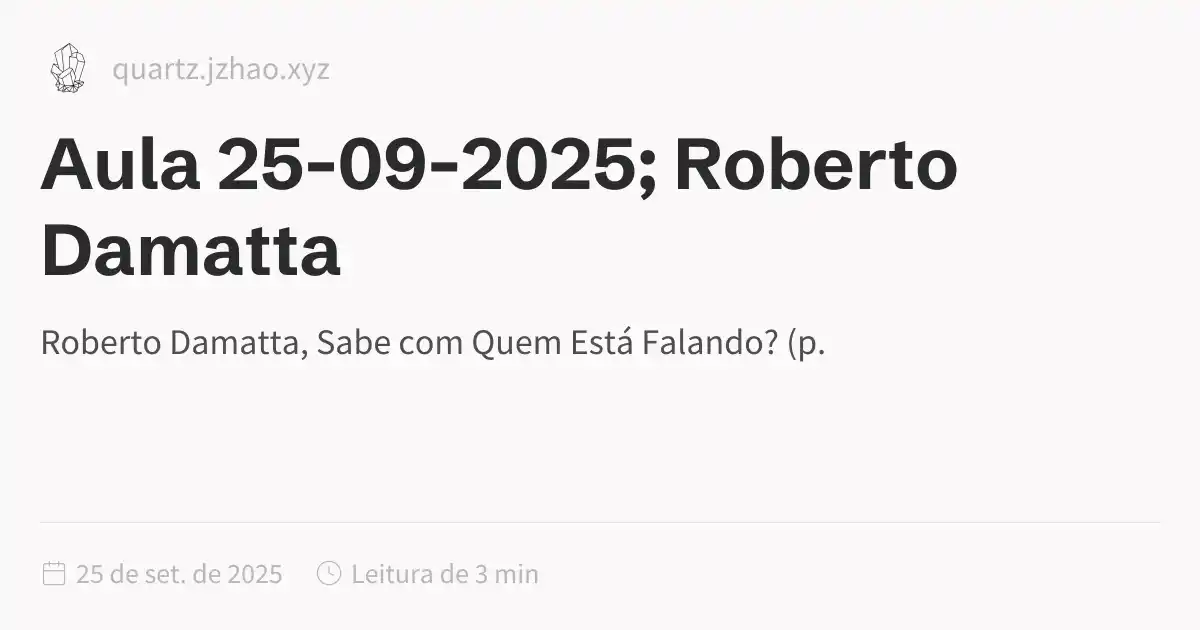 quartz.jzhao.xyz
Aula 25-09-2025; Roberto
Damatta
Roberto Damatta, Sabe com Quem Está Falando? (p.
25 de set. de 2025
Leitura de 3 min